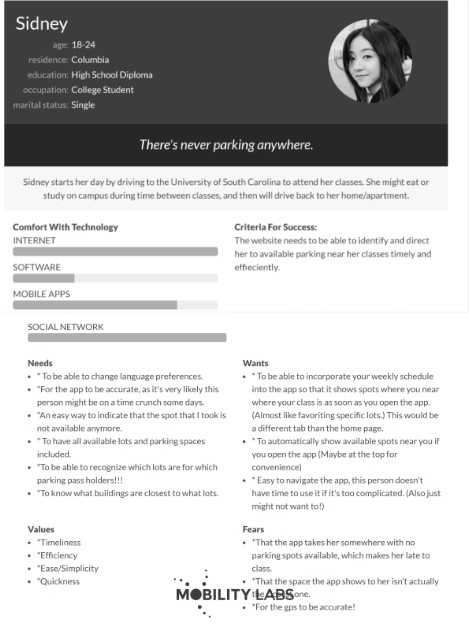 Sidney
age: 18-24
residence: Columbia
education: High School Diploma
occupation: College Student
marital status: Single
There's never parking anywhere.
Sidney starts her day by driving to the University of South Carolina to attend her classes. She might eat or
study on campus during time between classes, and then will drive back to her home/apartment.
Comfort With Technology
INTERNET
SOFTWARE
MOBILE APPS
SOCIAL NETWORK
Criteria For Success:
The website needs to be able to identify and direct
her to available parking near her classes timely and
effieciently.
Needs
* To be able to change language preferences.
*For the app to be accurate, as it's very likely this
person might be on a time crunch some days.
*An easy way to indicate that the spot that I took is
not available anymore.
* To have all available lots and parking spaces
included.
*To be able to recognize which lots are for which
parking pass holders!!!
*To know what buildings are closest to what lots.
Wants
* To be able to incorporate your weekly schedule
into the app so that it shows spots where you near
where your class is as soon as you open the app.
(Almost like favoriting specific lots.) This would be
a different tab than the home page.
* To automatically show available spots near you if
you open the app (Maybe at the top for
convenience)
* Easy to navigate the app, this person doesn't
have time to use it if it's too complicated. (Also just
might not want to!)
Values
*Timeliness
*Efficiency
*Ease/Simplicity
*Quickness
Fears
*That the app takes her somewhere with no
parking spots available, which makes her late to
class.
*That the space the app shows to her isn't actually
the one.
*For the gps to be accurate!
MOBILITY LABS